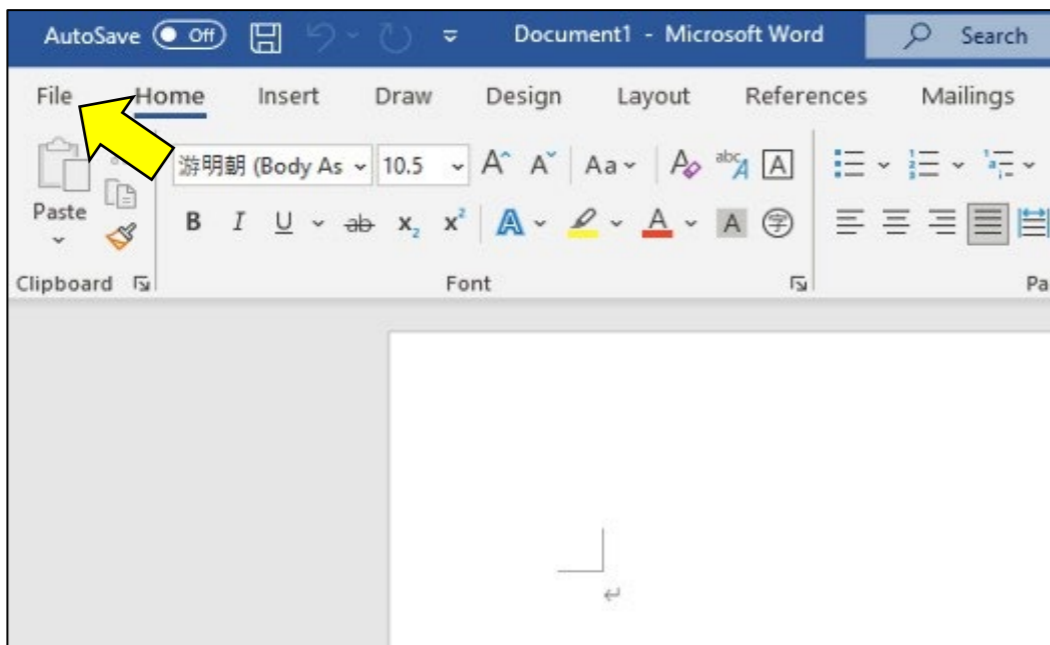 AutoSave Off Document1 - Microsoft Word Search
File Home Insert Draw Design Layout References Mailings
游明朝 (Body As 10.5 A A Aa abc A A
Paste B I U ab x₂ x² A A A 字
Clipboard Font Pa